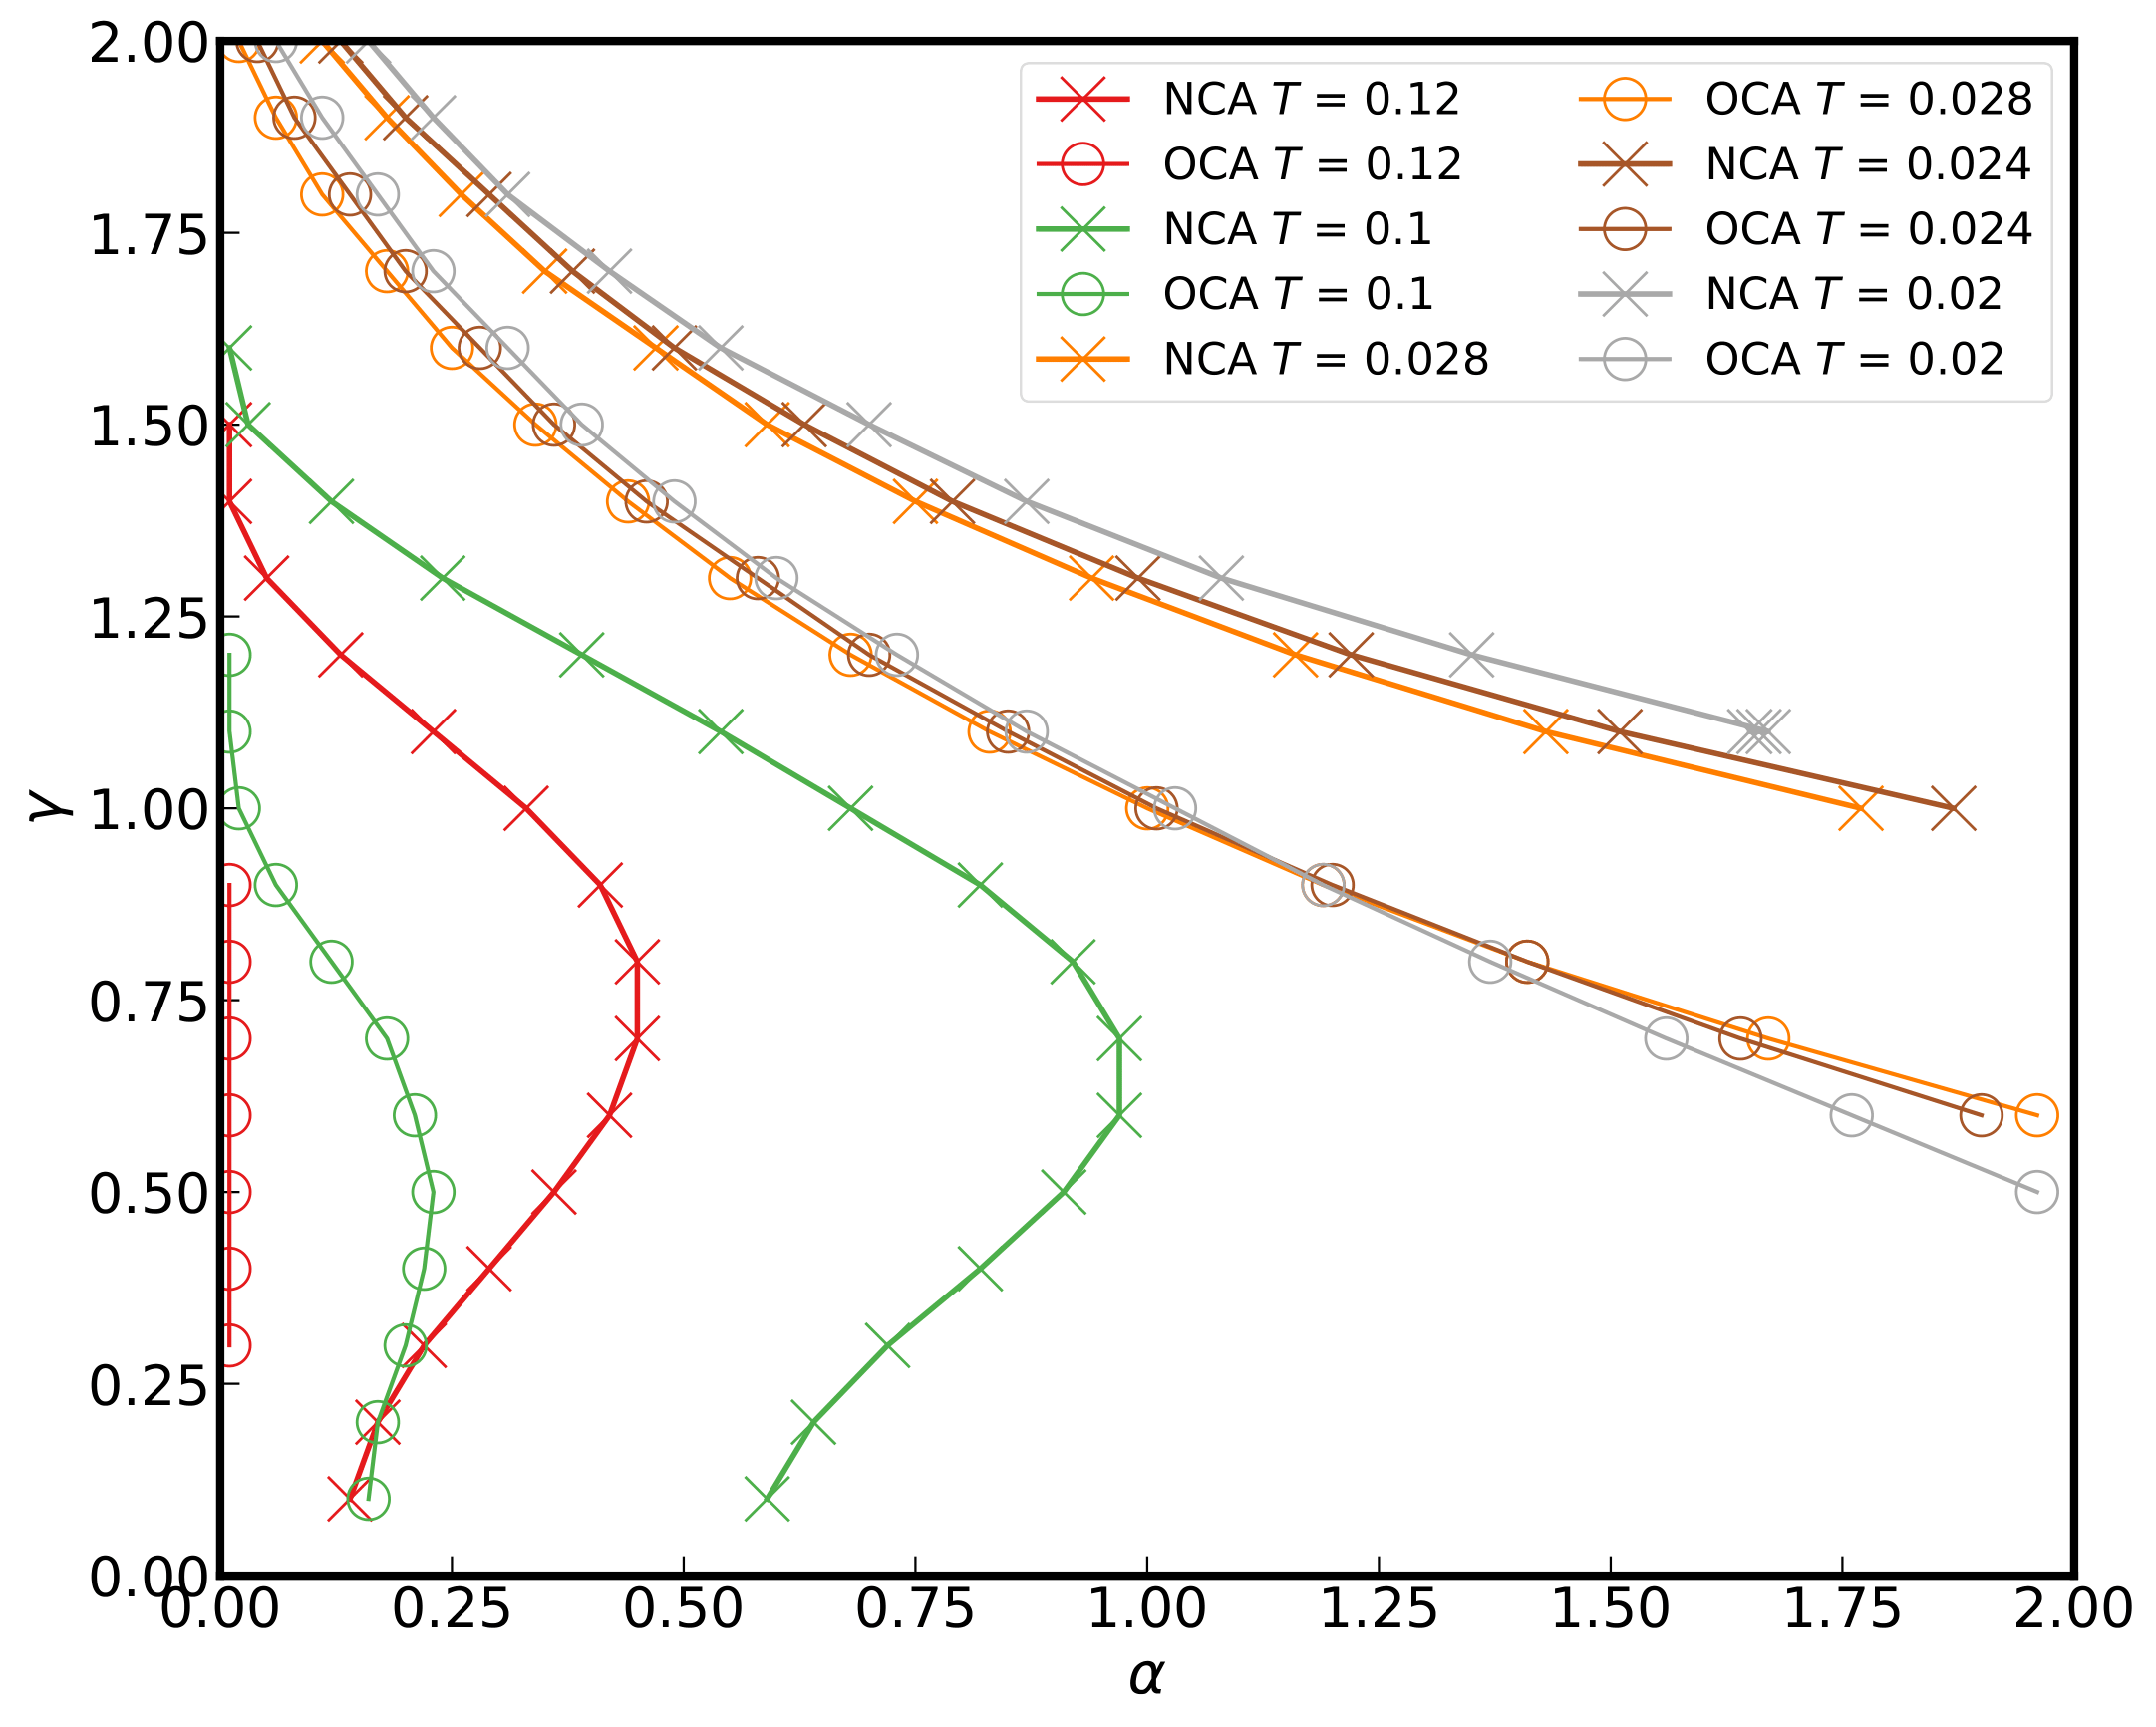 2.00
1.75
1.50
1.25
1.00
0.75
0.50
0.25
0.00
γ
NCA T = 0.12
OCA T = 0.12
NCA T = 0.1
OCA T = 0.1
NCA T = 0.028
OCA T = 0.028
NCA T = 0.024
OCA T = 0.024
NCA T = 0.02
OCA T = 0.02
0.00 0.25 0.50 0.75 1.00 1.25 1.50 1.75 2.00
α